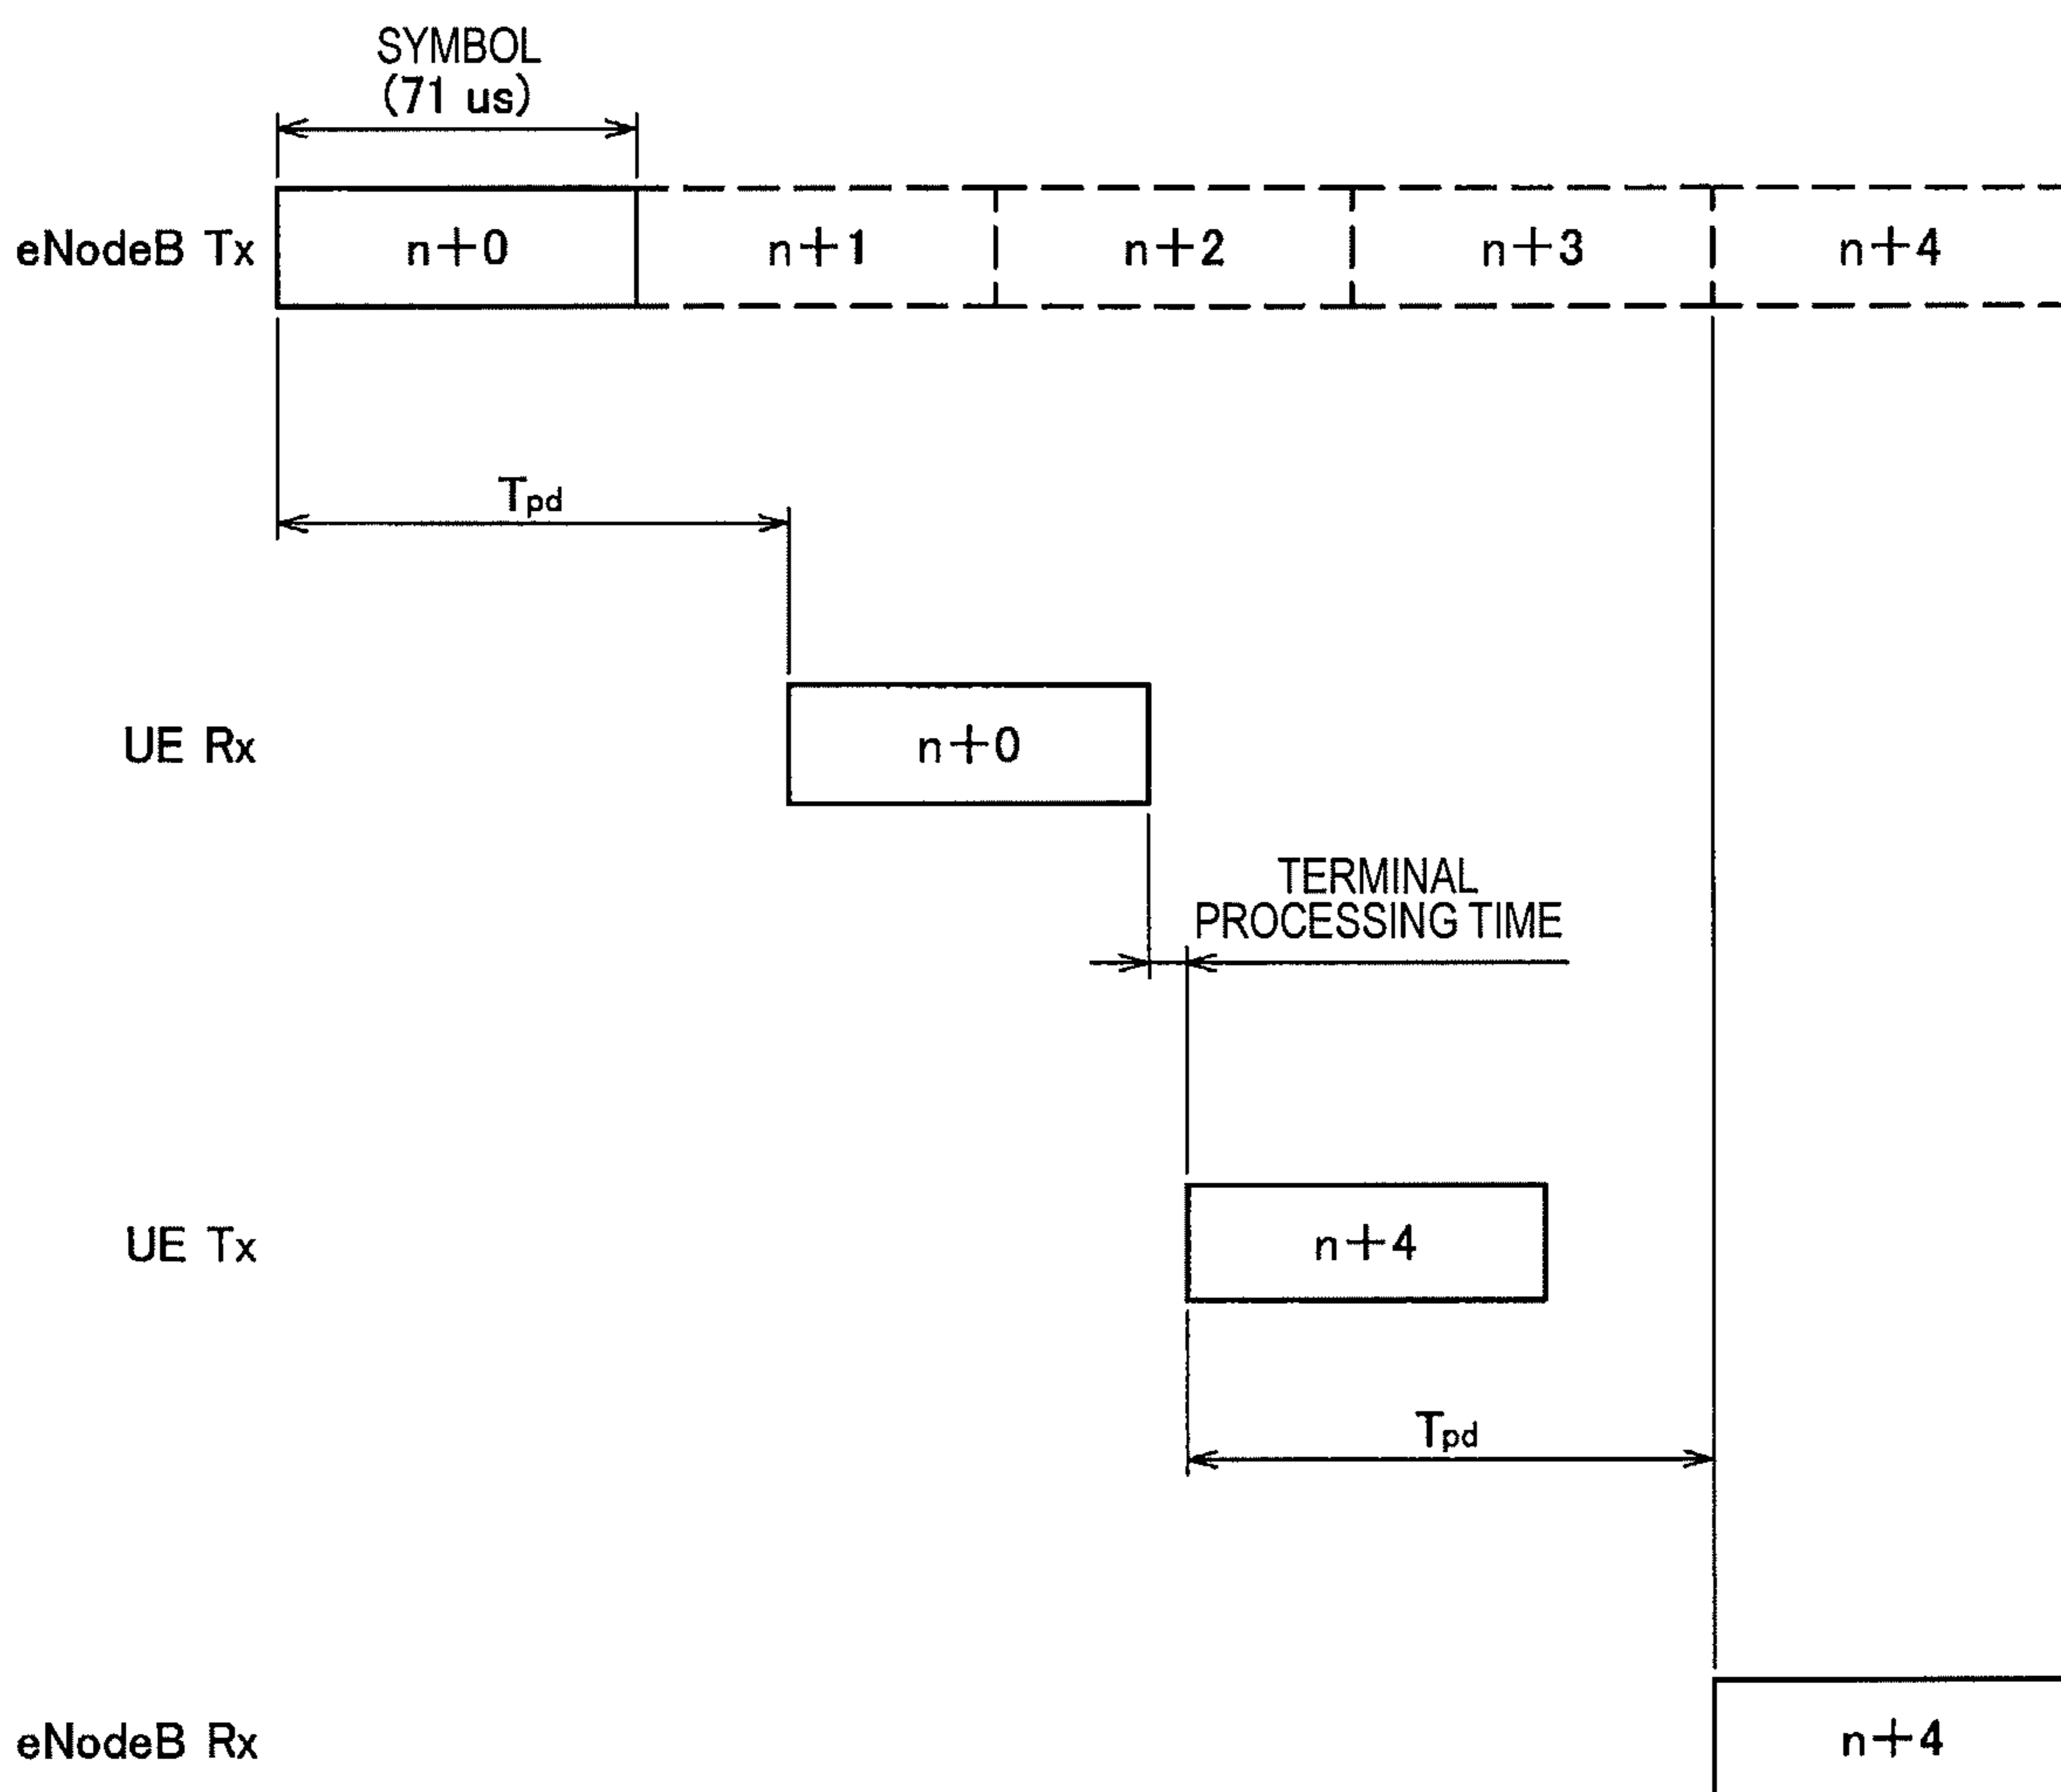 SYMBOL
(71 us)
eNodeB Tx n+0 n+1 n+2 n+3 n+4
Tpd
UE Rx n+0
TERMINAL
PROCESSING TIME
UE Tx n+4
Tpd
eNodeB Rx n+4